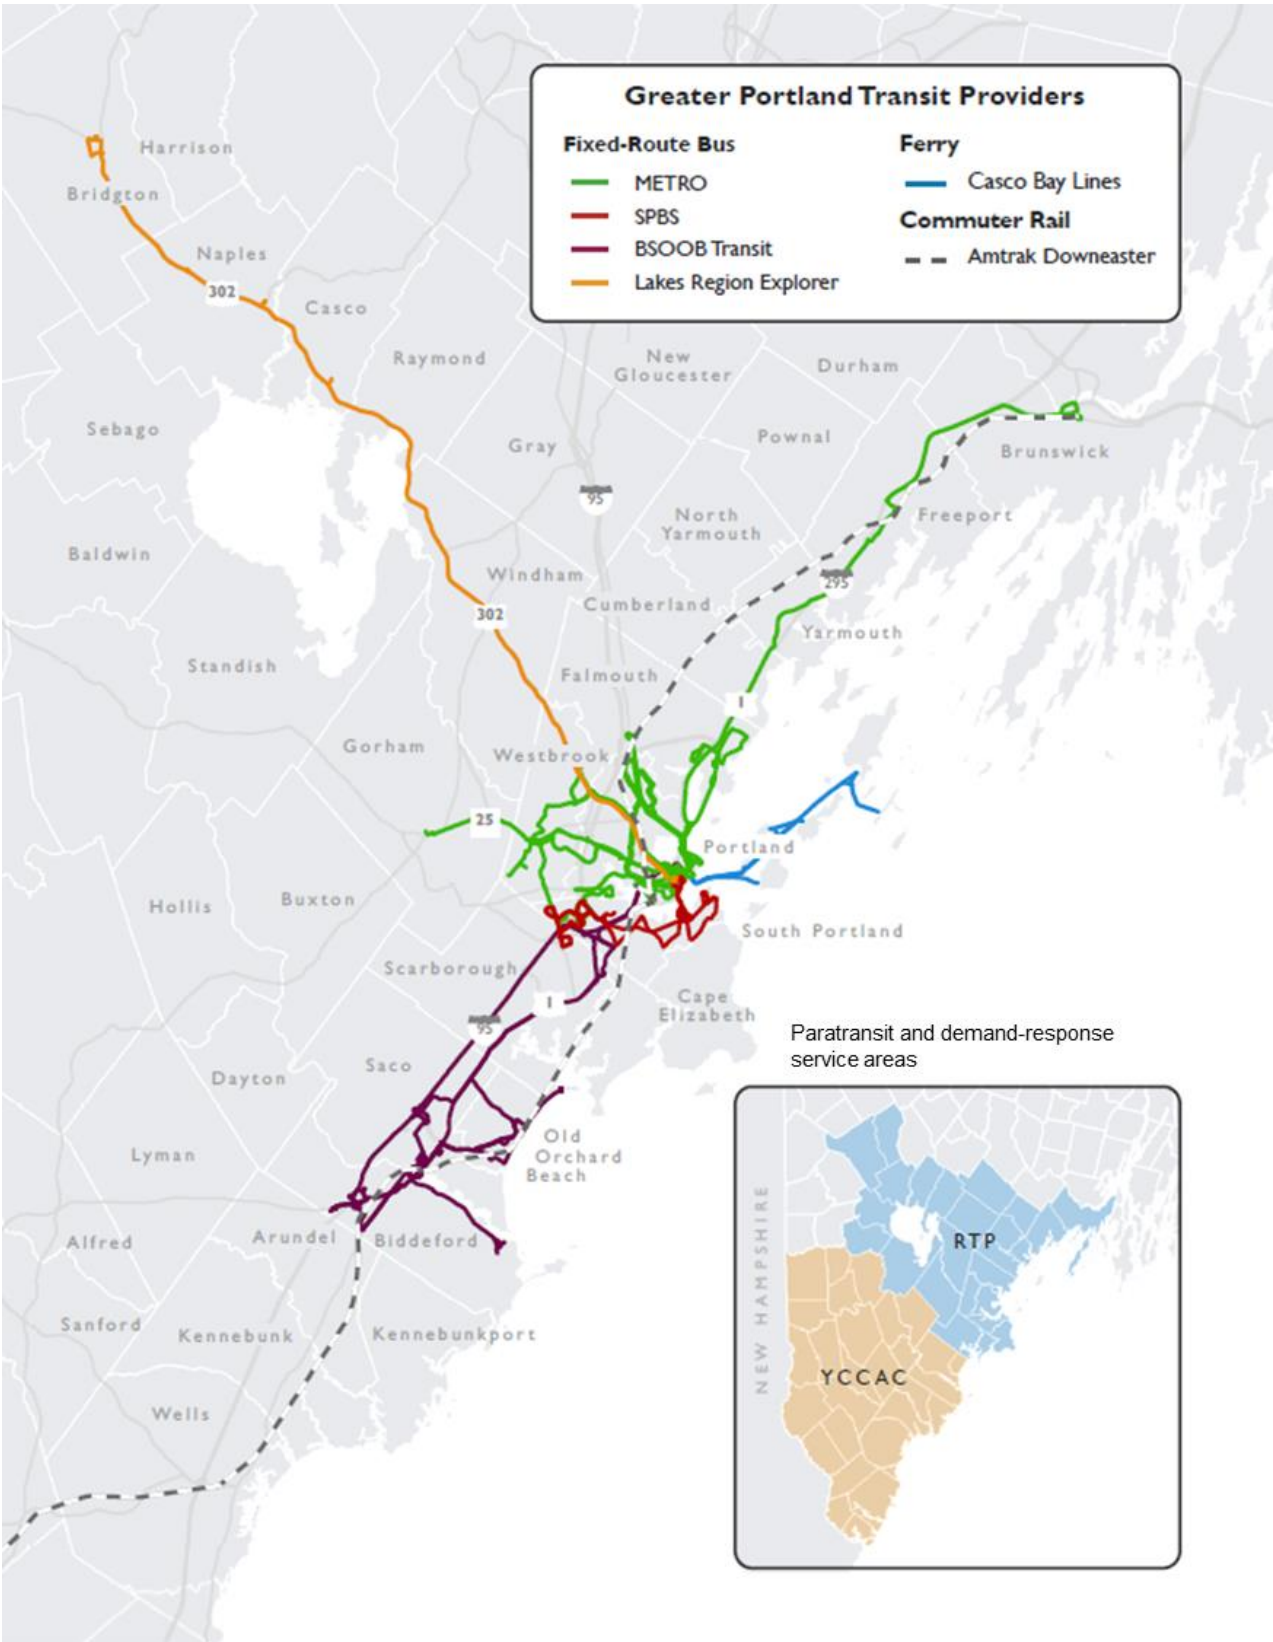 Greater Portland Transit Providers
Fixed-Route Bus
METRO
SPBS
BSOOB Transit
Lakes Region Explorer
Ferry
Casco Bay Lines
Commuter Rail
Amtrak Downeaster
Harrison
Bridgton
Naples
302
Casco
Raymond
New
Gloucester
Durham
Sebago
Gray
Pownal
Brunswick
95
North
Yarmouth
Freeport
Baldwin
Windham
295
Cumberland
302
Yarmouth
Standish
Falmouth
1
Gorham
Westbrook
25
Portland
Hollis
Buxton
South Portland
Scarborough
1
Cape
Elizabeth
95
Saco
Dayton
Old
Orchard
Beach
Lyman
Alfred
Arundel
Biddeford
Sanford
Kennebunk
Kennebunkport
Wells
Paratransit and demand-response
service areas
NEW HAMPSHIRE
RTP
YCCAC